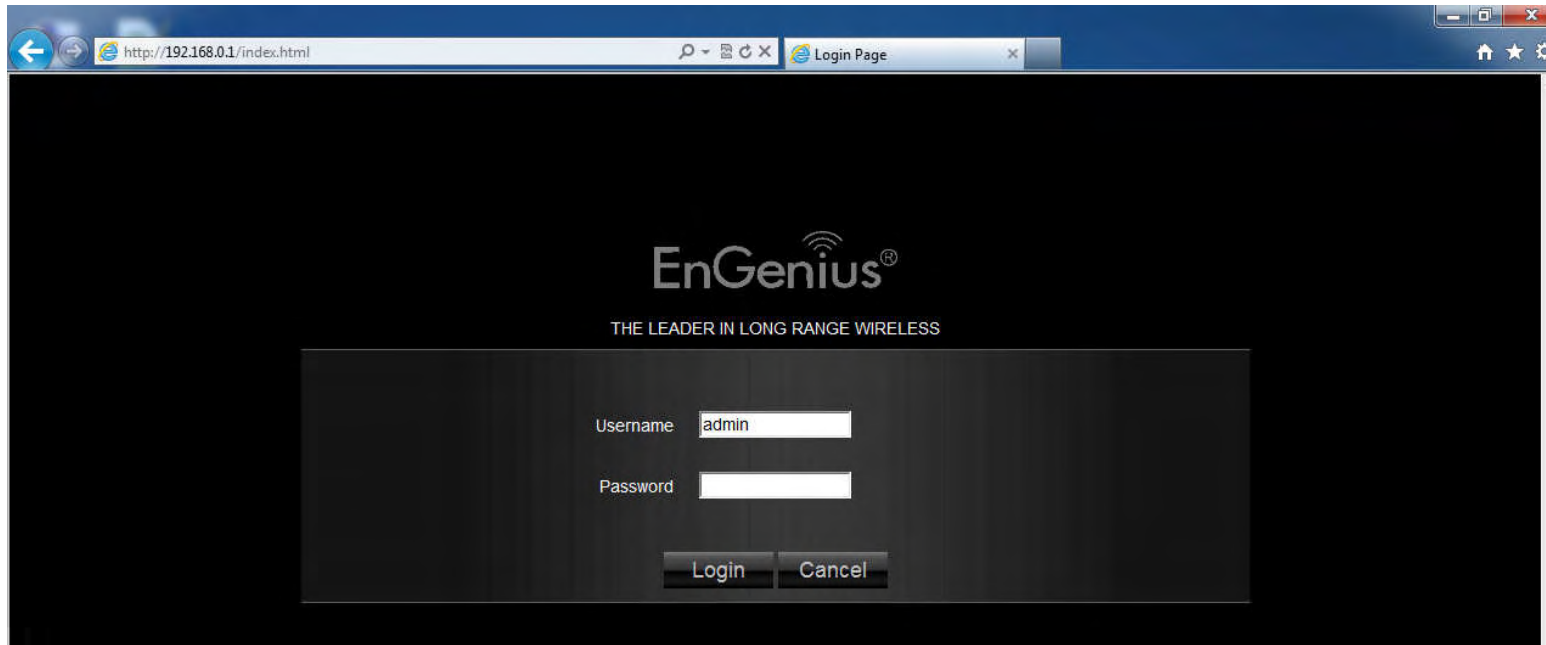 http://192.168.0.1/index.html
Login Page
EnGenius®
THE LEADER IN LONG RANGE WIRELESS
Username admin
Password
Login Cancel